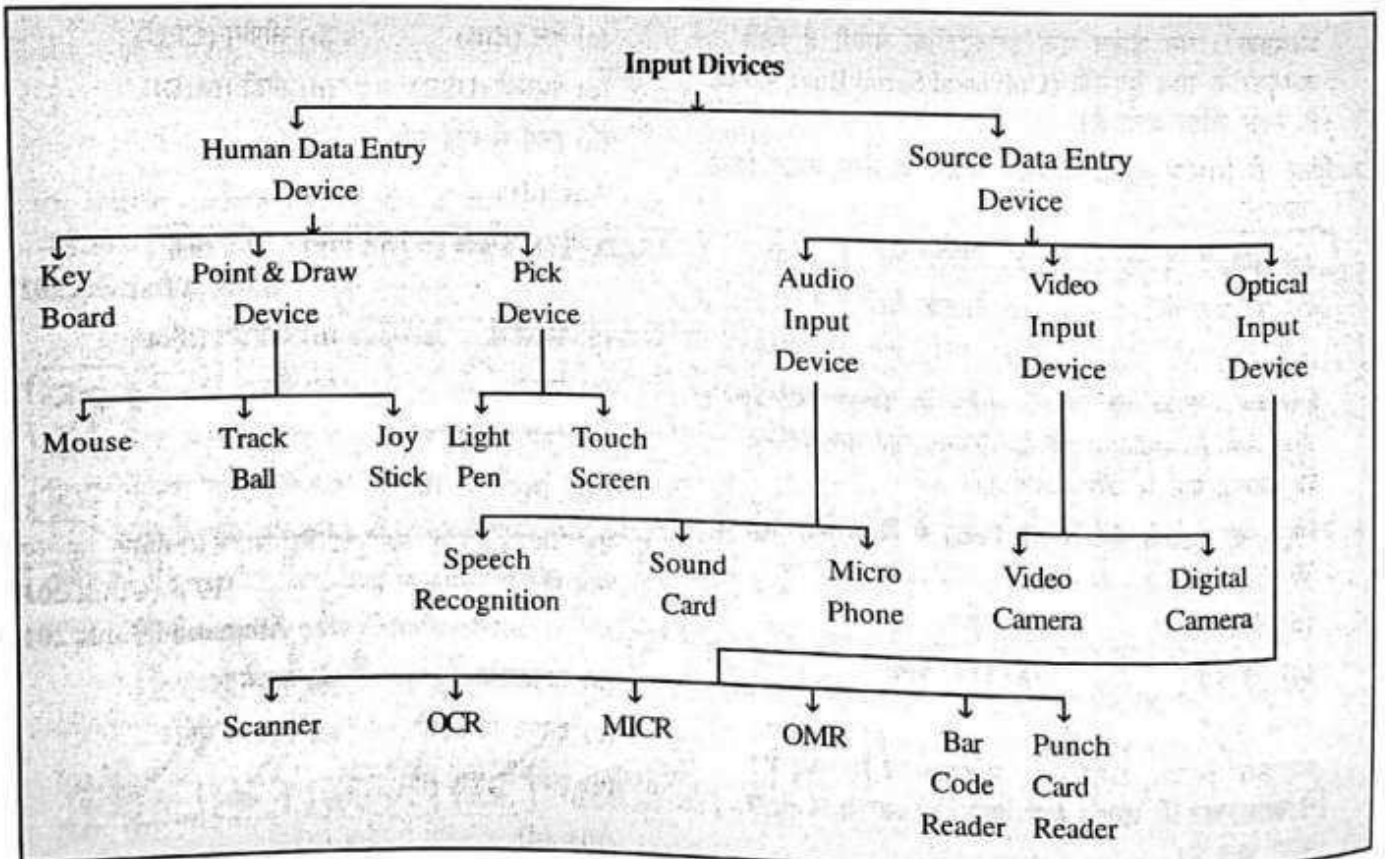 Input Divices
Human Data Entry
Device
Source Data Entry
Device
Key
Board
Point & Draw
Device
Pick
Device
Audio
Input
Device
Video
Input
Device
Optical
Input
Device
Mouse
Track
Ball
Joy
Stick
Light
Pen
Touch
Screen
Speech
Recognition
Sound
Card
Micro
Phone
Video
Camera
Digital
Camera
Scanner
OCR
MICR
OMR
Bar
Code
Reader
Punch
Card
Reader